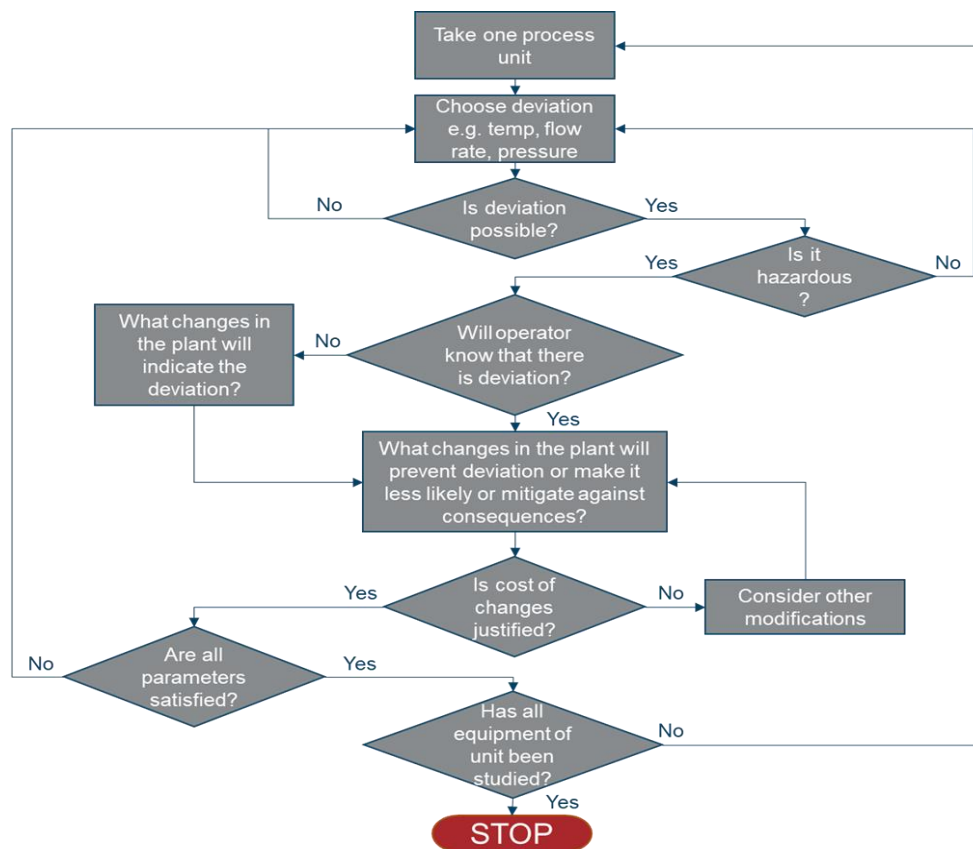 Take one process
unit
Choose deviation
e.g. temp, flow
rate, pressure
No
Is deviation
possible?
Yes
Yes
Is it
hazardous
?
No
What changes in
the plant will
indicate the
deviation?
No
Will operator
know that there
is deviation?
Yes
What changes in the plant will
prevent deviation or make it
less likely or mitigate against
consequences?
Yes
Is cost of
changes
justified?
No
Consider other
modifications
No
Are all
parameters
satisfied?
Yes
Has all
equipment of
unit been
studied?
No
Yes
STOP